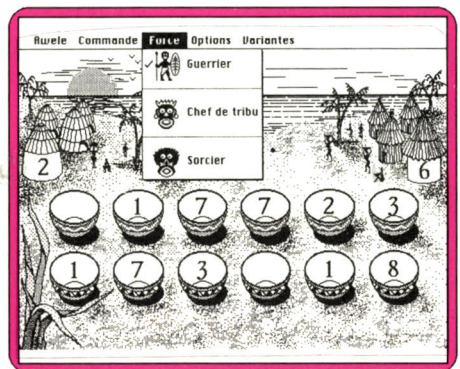 Awele Commande Force Options Variantes
✓ Guerrier
Chef de tribu
Sorcier
2 6
1 7 7 2 3
1 7 3 1 8